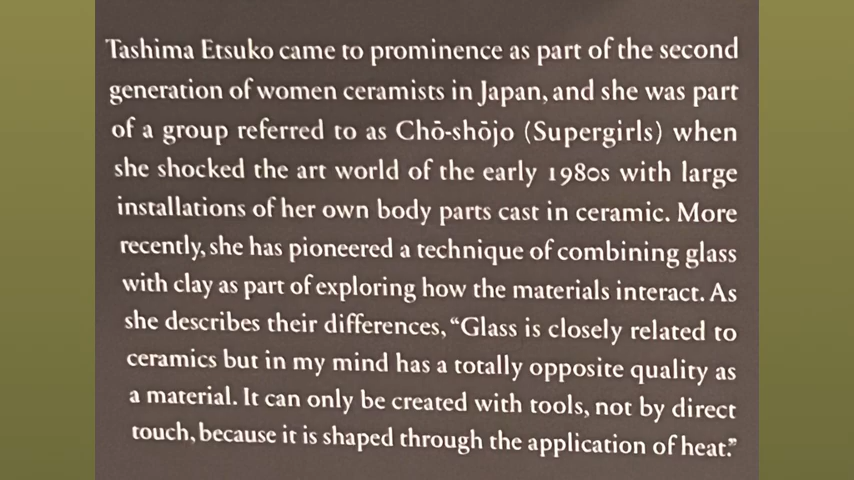 Tashima Etsuko came to prominence as part of the second
generation of women ceramists in Japan, and she was part
of a group referred to as Chō-shōjo (Supergirls) when
she shocked the art world of the early 1980s with large
installations of her own body parts cast in ceramic. More
recently, she has pioneered a technique of combining glass
with clay as part of exploring how the materials interact. As
she describes their differences, “Glass is closely related to
ceramics but in my mind has a totally opposite quality as
a material. It can only be created with tools, not by direct
touch, because it is shaped through the application of heat.”